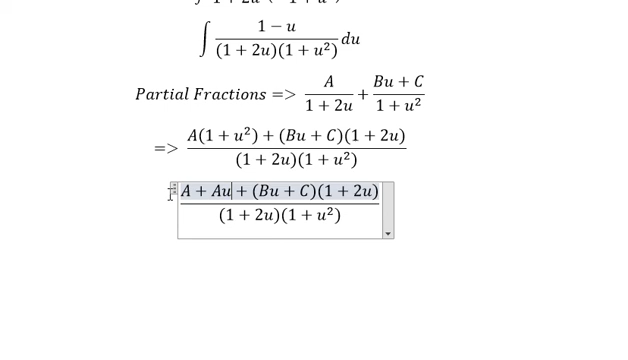 ∫ (1 − u)/((1 + 2u)(1 + u²)) du
Partial Fractions => A/(1 + 2u) + (Bu + C)/(1 + u²)
=> (A(1 + u²) + (Bu + C)(1 + 2u))/((1 + 2u)(1 + u²))
(A + Au + (Bu + C)(1 + 2u))/((1 + 2u)(1 + u²))